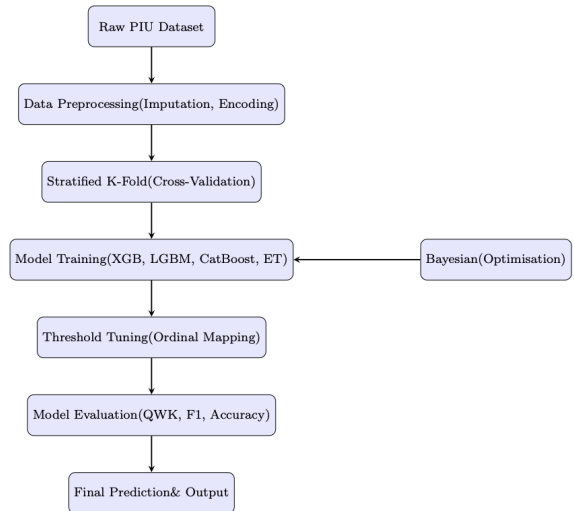 Raw PIU Dataset
Data Preprocessing(Imputation, Encoding)
Stratified K-Fold(Cross-Validation)
Model Training(XGB, LGBM, CatBoost, ET)
Bayesian(Optimisation)
Threshold Tuning(Ordinal Mapping)
Model Evaluation(QWK, F1, Accuracy)
Final Prediction& Output